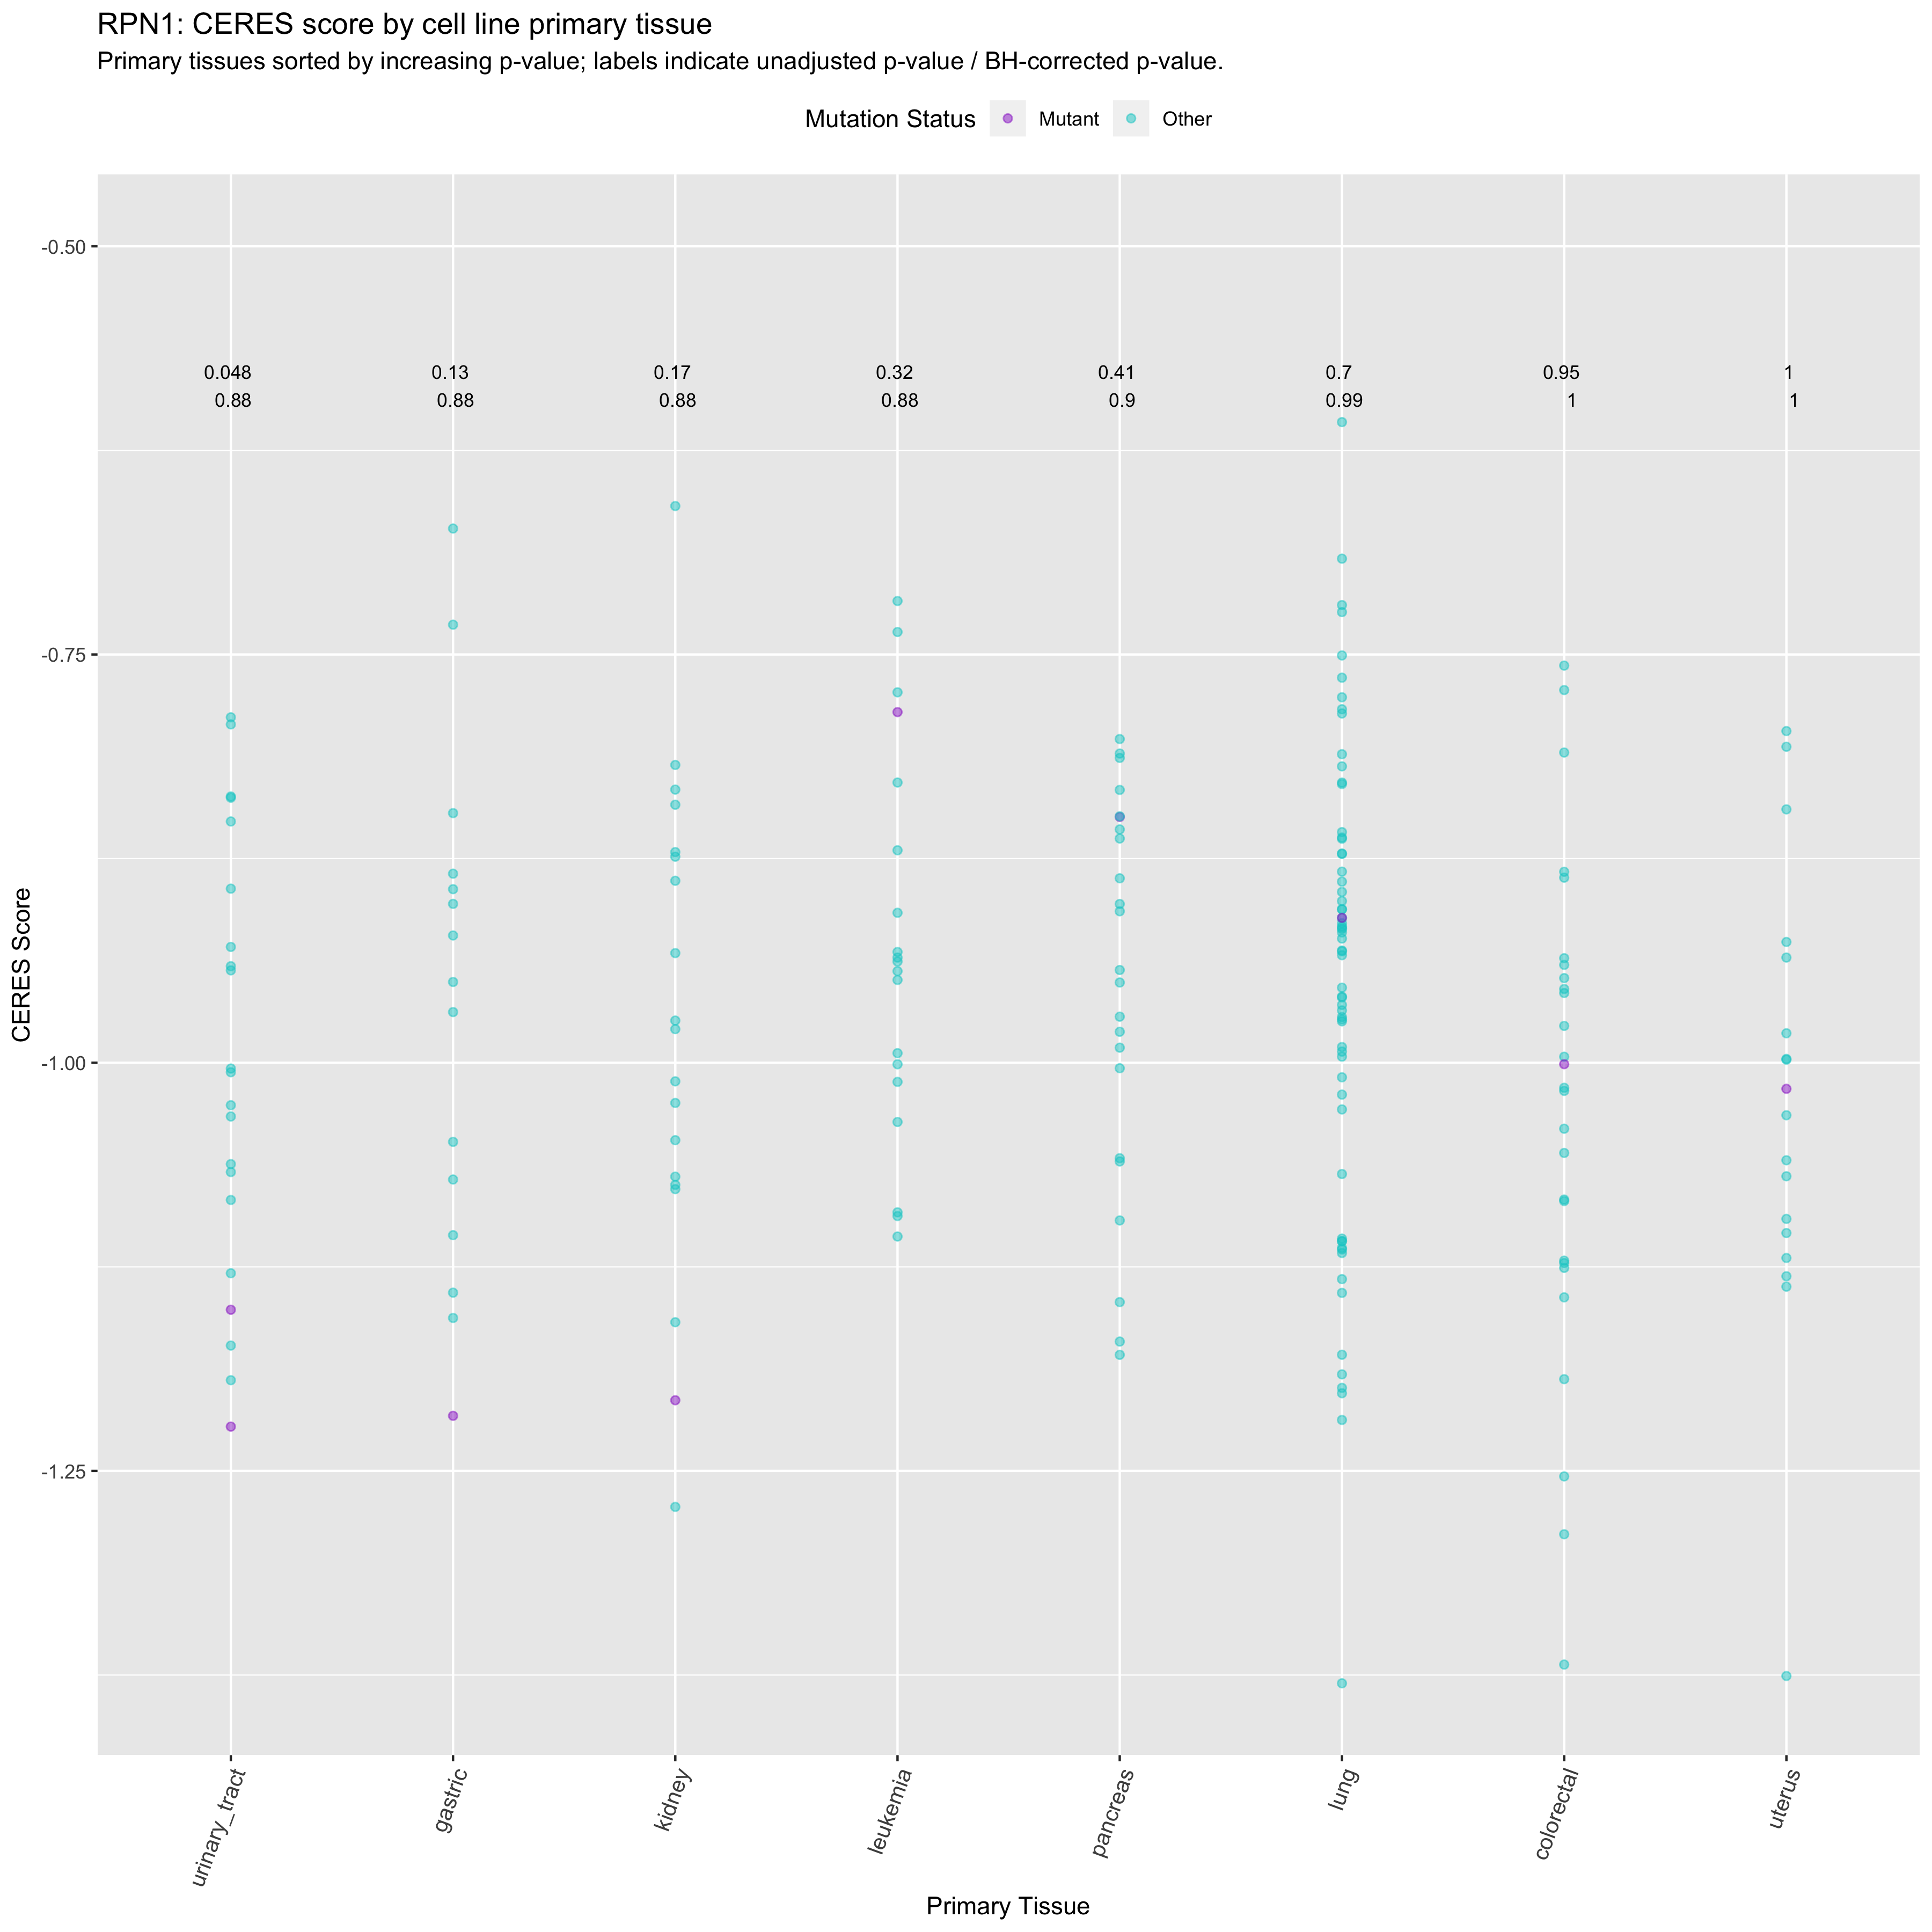 RPN1: CERES score by cell line primary tissue
Primary tissues sorted by increasing p-value; labels indicate unadjusted p-value / BH-corrected p-value.
Mutation Status Mutant Other
-0.50
0.048 0.13 0.17 0.32 0.41 0.7 0.95 1
0.88 0.88 0.88 0.88 0.9 0.99 1 1
-0.75
CERES Score
-1.00
-1.25
urinary_tract gastric kidney leukemia pancreas lung colorectal uterus
Primary Tissue